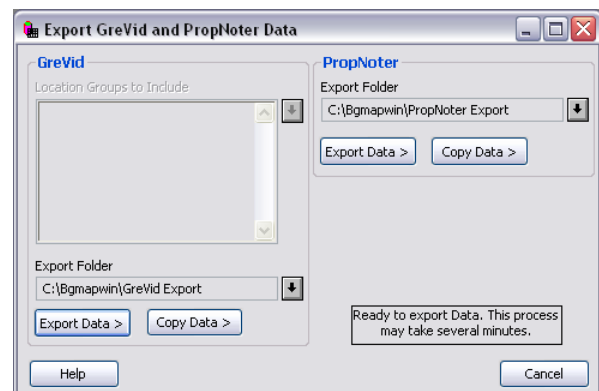 Export GreVid and PropNoter Data
GreVid
Location Groups to Include
Export Folder
C:\Bgmapwin\GreVid Export
Export Data >
Copy Data >
PropNoter
Export Folder
C:\Bgmapwin\PropNoter Export
Export Data >
Copy Data >
Ready to export Data. This process
may take several minutes.
Help
Cancel